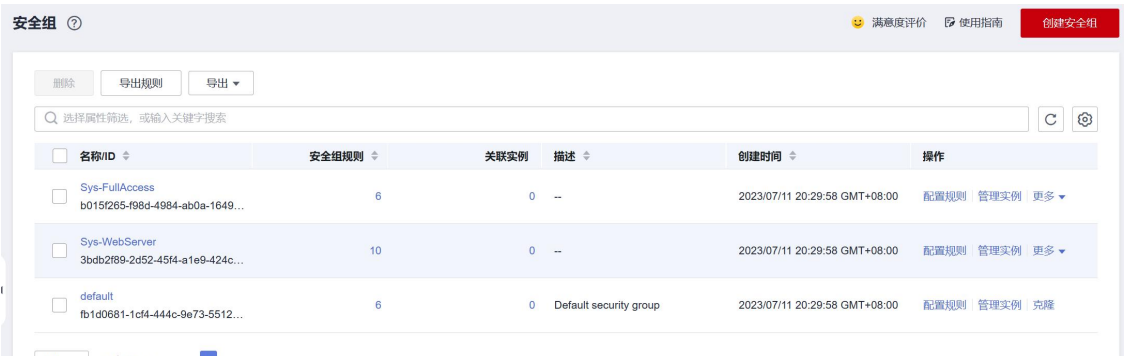 安全组
满意度评价 使用指南 创建安全组
删除 导出规则 导出
选择属性筛选，或输入关键字搜索
名称/ID 安全组规则 关联实例 描述 创建时间 操作
Sys-FullAccess
b015f265-f98d-4984-ab0a-1649...
6 0 -- 2023/07/11 20:29:58 GMT+08:00 配置规则 管理实例 更多
Sys-WebServer
3bdb2f89-2d52-45f4-a1e9-424c...
10 0 -- 2023/07/11 20:29:58 GMT+08:00 配置规则 管理实例 更多
default
fb1d0681-1cf4-444c-9e73-5512...
6 0 Default security group 2023/07/11 20:29:58 GMT+08:00 配置规则 管理实例 克隆